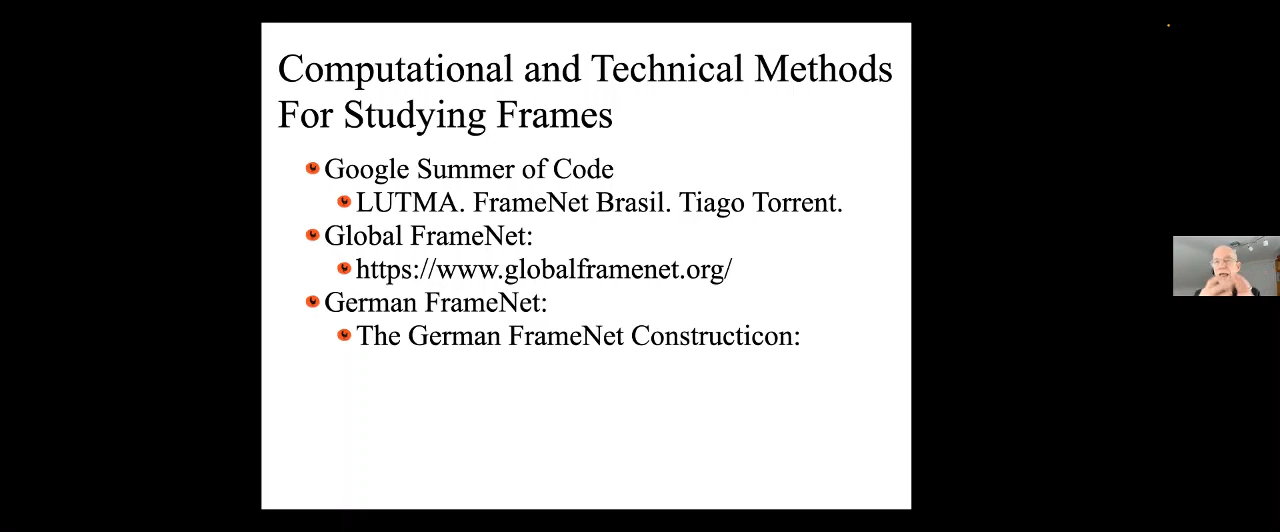 Computational and Technical Methods
For Studying Frames
Google Summer of Code
LUTMA. FrameNet Brasil. Tiago Torrent.
Global FrameNet:
https://www.globalframenet.org/
German FrameNet:
The German FrameNet Constructicon: